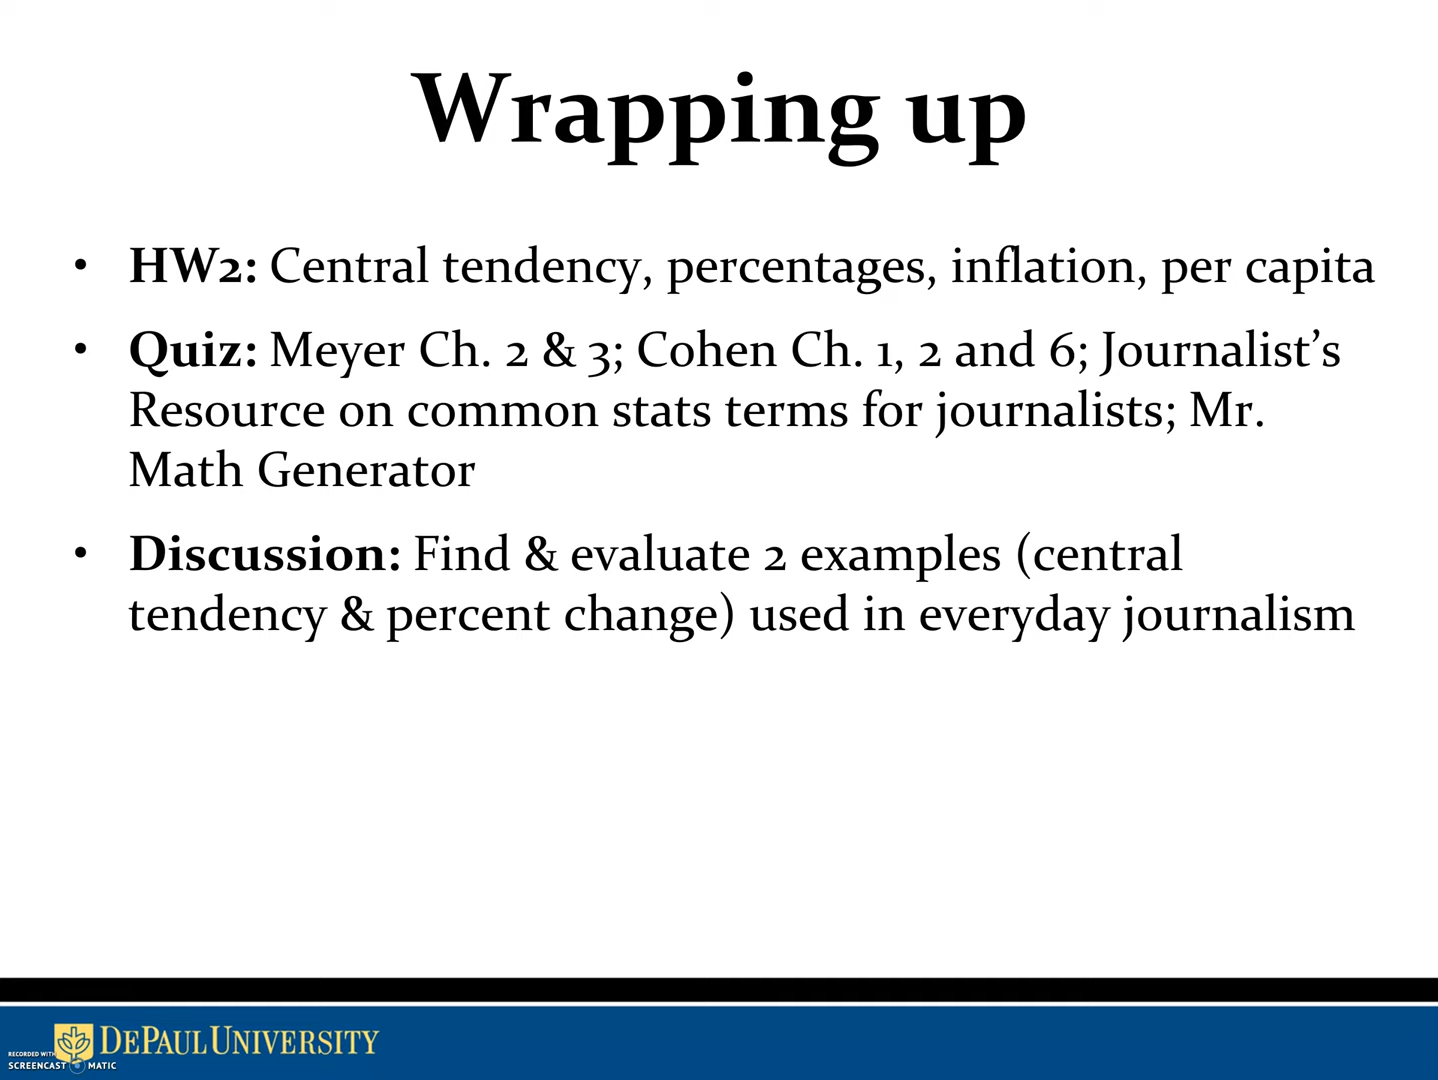 Wrapping up
• HW2: Central tendency, percentages, inflation, per capita
• Quiz: Meyer Ch. 2 & 3; Cohen Ch. 1, 2 and 6; Journalist’s
Resource on common stats terms for journalists; Mr.
Math Generator
• Discussion: Find & evaluate 2 examples (central
tendency & percent change) used in everyday journalism
DEPAUL UNIVERSITY
RECORDED WITH
SCREENCAST MATIC